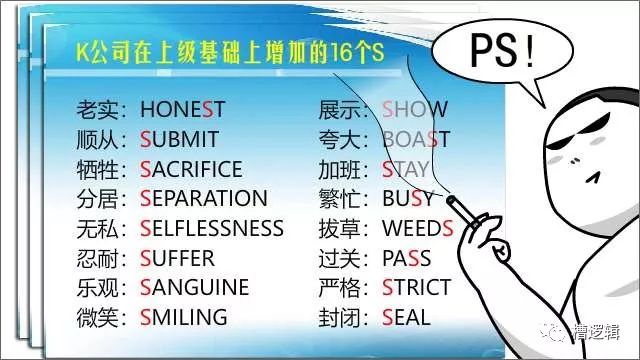 K公司在上级基础上增加的16个S
PS!
老实：HONEST
顺从：SUBMIT
牺牲：SACRIFICE
分居：SEPARATION
无私：SELFLESSNESS
忍耐：SUFFER
乐观：SANGUINE
微笑：SMILING
展示：SHOW
夸大：BOAST
加班：STAY
繁忙：BUSY
拔草：WEEDS
过关：PASS
严格：STRICT
封闭：SEAL
槽逻辑